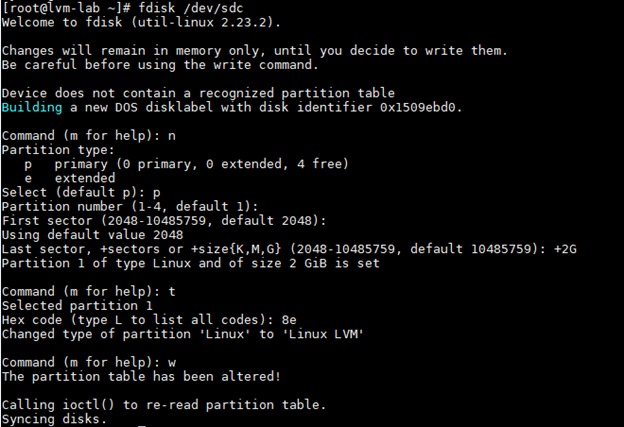 [root@lvm-lab ~]# fdisk /dev/sdc
Welcome to fdisk (util-linux 2.23.2).
Changes will remain in memory only, until you decide to write them.
Be careful before using the write command.
Device does not contain a recognized partition table
Building a new DOS disklabel with disk identifier 0x1509ebd0.
Command (m for help): n
Partition type:
   p   primary (0 primary, 0 extended, 4 free)
   e   extended
Select (default p): p
Partition number (1-4, default 1):
First sector (2048-10485759, default 2048):
Using default value 2048
Last sector, +sectors or +size{K,M,G} (2048-10485759, default 10485759): +2G
Partition 1 of type Linux and of size 2 GiB is set
Command (m for help): t
Selected partition 1
Hex code (type L to list all codes): 8e
Changed type of partition 'Linux' to 'Linux LVM'
Command (m for help): w
The partition table has been altered!
Calling ioctl() to re-read partition table.
Syncing disks.